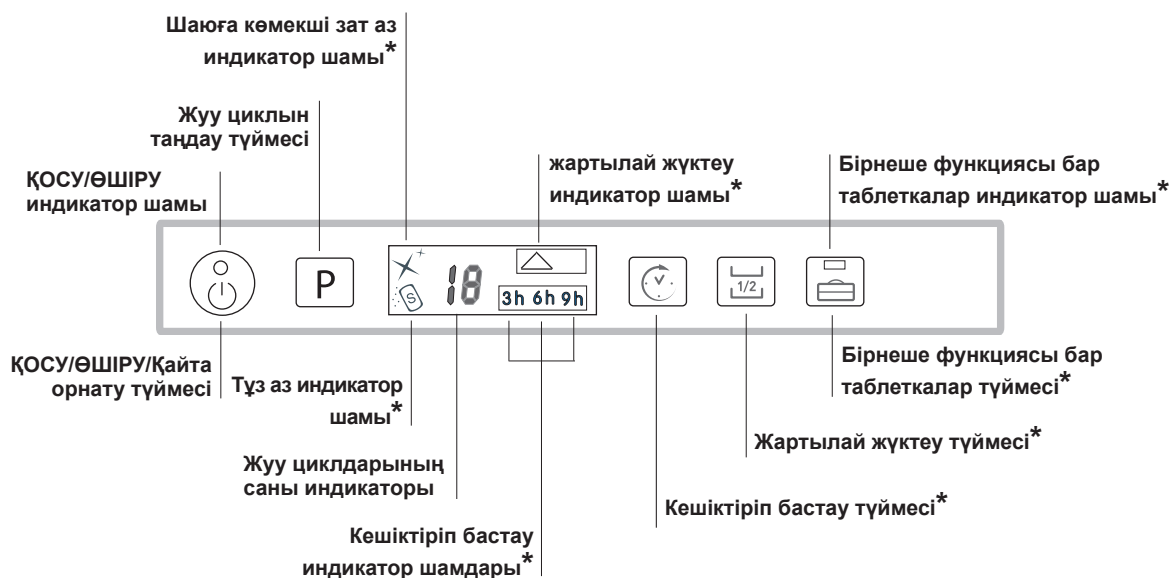 Шаюға көмекші зат аз
индикатор шамы*
Жуу циклын
таңдау түймесі
ҚОСУ/ӨШІРУ
индикатор шамы
жартылай жүктеу
индикатор шамы*
Бірнеше функциясы бар
таблеткалар индикатор шамы*
P
S
18
3h 6h 9h
1/2
ҚОСУ/ӨШІРУ/Қайта
орнату түймесі
Тұз аз индикатор
шамы*
Жуу циклдарының
саны индикаторы
Кешіктіріп бастау
индикатор шамдары*
Бірнеше функциясы бар
таблеткалар түймесі*
Жартылай жүктеу түймесі*
Кешіктіріп бастау түймесі*